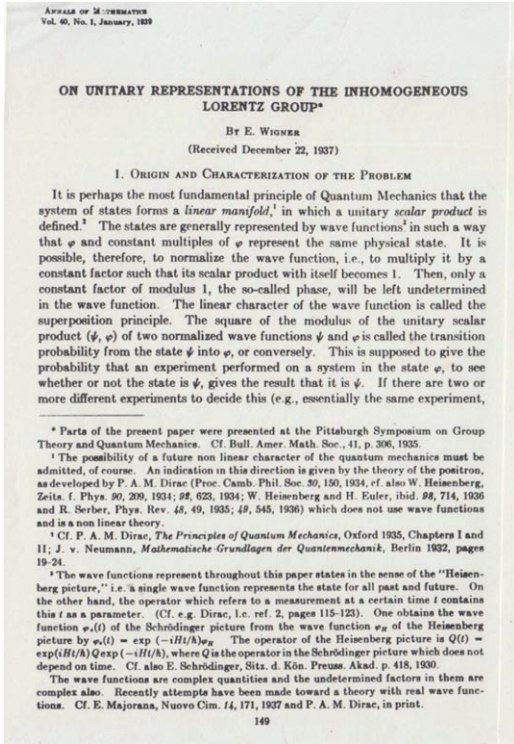 ANNALS OF MATHEMATICS
Vol. 40, No. 1, January, 1939
ON UNITARY REPRESENTATIONS OF THE INHOMOGENEOUS
LORENTZ GROUP*
BY E. WIGNER
(Received December 22, 1937)
1. ORIGIN AND CHARACTERIZATION OF THE PROBLEM
It is perhaps the most fundamental principle of Quantum Mechanics that the
system of states forms a linear manifold,¹ in which a unitary scalar product is
defined.² The states are generally represented by wave functions³ in such a way
that φ and constant multiples of φ represent the same physical state. It is
possible, therefore, to normalize the wave function, i.e., to multiply it by a
constant factor such that its scalar product with itself becomes 1. Then, only a
constant factor of modulus 1, the so-called phase, will be left undetermined
in the wave function. The linear character of the wave function is called the
superposition principle. The square of the modulus of the unitary scalar
product (ψ, φ) of two normalized wave functions ψ and φ is called the transition
probability from the state ψ into φ, or conversely. This is supposed to give the
probability that an experiment performed on a system in the state φ, to see
whether or not the state is ψ, gives the result that it is ψ. If there are two or
more different experiments to decide this (e.g., essentially the same experiment,
* Parts of the present paper were presented at the Pittsburgh Symposium on Group
Theory and Quantum Mechanics. Cf. Bull. Amer. Math. Soc., 41, p. 306, 1935.
¹ The possibility of a future non linear character of the quantum mechanics must be
admitted, of course. An indication in this direction is given by the theory of the positron,
as developed by P. A. M. Dirac (Proc. Camb. Phil. Soc. 30, 150, 1934, cf. also W. Heisenberg,
Zeits. f. Phys. 90, 209, 1934; 92, 623, 1934; W. Heisenberg and H. Euler, ibid. 98, 714, 1936
and R. Serber, Phys. Rev. 48, 49, 1935; 49, 545, 1936) which does not use wave functions
and is a non linear theory.
² Cf. P. A. M. Dirac, The Principles of Quantum Mechanics, Oxford 1935, Chapters I and
II; J. v. Neumann, Mathematische Grundlagen der Quantenmechanik, Berlin 1932, pages
19-24.
³ The wave functions represent throughout this paper states in the sense of the "Heisen-
berg picture," i.e. a single wave function represents the state for all past and future. On
the other hand, the operator which refers to a measurement at a certain time t contains
this t as a parameter. (Cf. e.g. Dirac, l.c. ref. 2, pages 115-123). One obtains the wave
function φₛ(t) of the Schrödinger picture from the wave function φ_H of the Heisenberg
picture by φₛ(t) = exp (−iHt/ℏ)φ_H The operator of the Heisenberg picture is Q(t) =
exp(iHt/ℏ) Q exp (−iHt/ℏ), where Q is the operator in the Schrödinger picture which does not
depend on time. Cf. also E. Schrödinger, Sitz. d. Kön. Preuss. Akad. p. 418, 1930.
The wave functions are complex quantities and the undetermined factors in them are
complex also. Recently attempts have been made toward a theory with real wave func-
tions. Cf. E. Majorana, Nuovo Cim. 14, 171, 1937 and P. A. M. Dirac, in print.
149